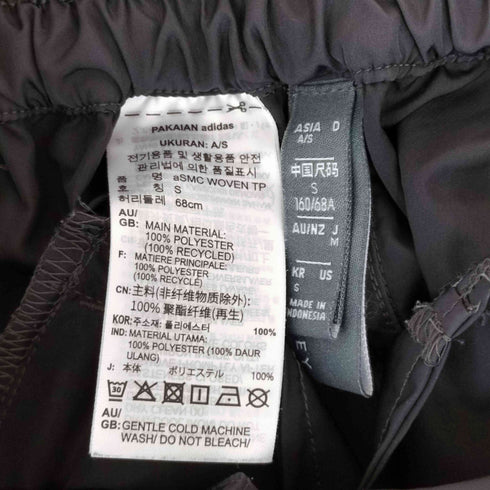 PAKAIAN adidas
UKURAN: A/S
전기용품 및 생활용품 안전
관리법에 의한 품질표시
품 명 aSMC WOVEN TP
호 칭 S
허리둘레 68cm
AU/
GB: MAIN MATERIAL:
100% POLYESTER
(100% RECYCLED)
F: MATIERE PRINCIPALE:
100% POLYESTER
(100% RECYCLE)
CN: 主料(非纤维物质除外):
100% 聚酯纤维(再生)
KOR: 주소재: 폴리에스터 100%
IND: MATERIAL UTAMA:
100% POLYESTER (100% DAUR
ULANG)
J: 本体 ポリエステル 100%
30
AU/
GB: GENTLE COLD MACHINE
WASH/ DO NOT BLEACH/
ASIA D
A/S
中国尺码
S
160/68A
AU/NZ J
M
KR US
S
MADE IN
INDONESIA
EY